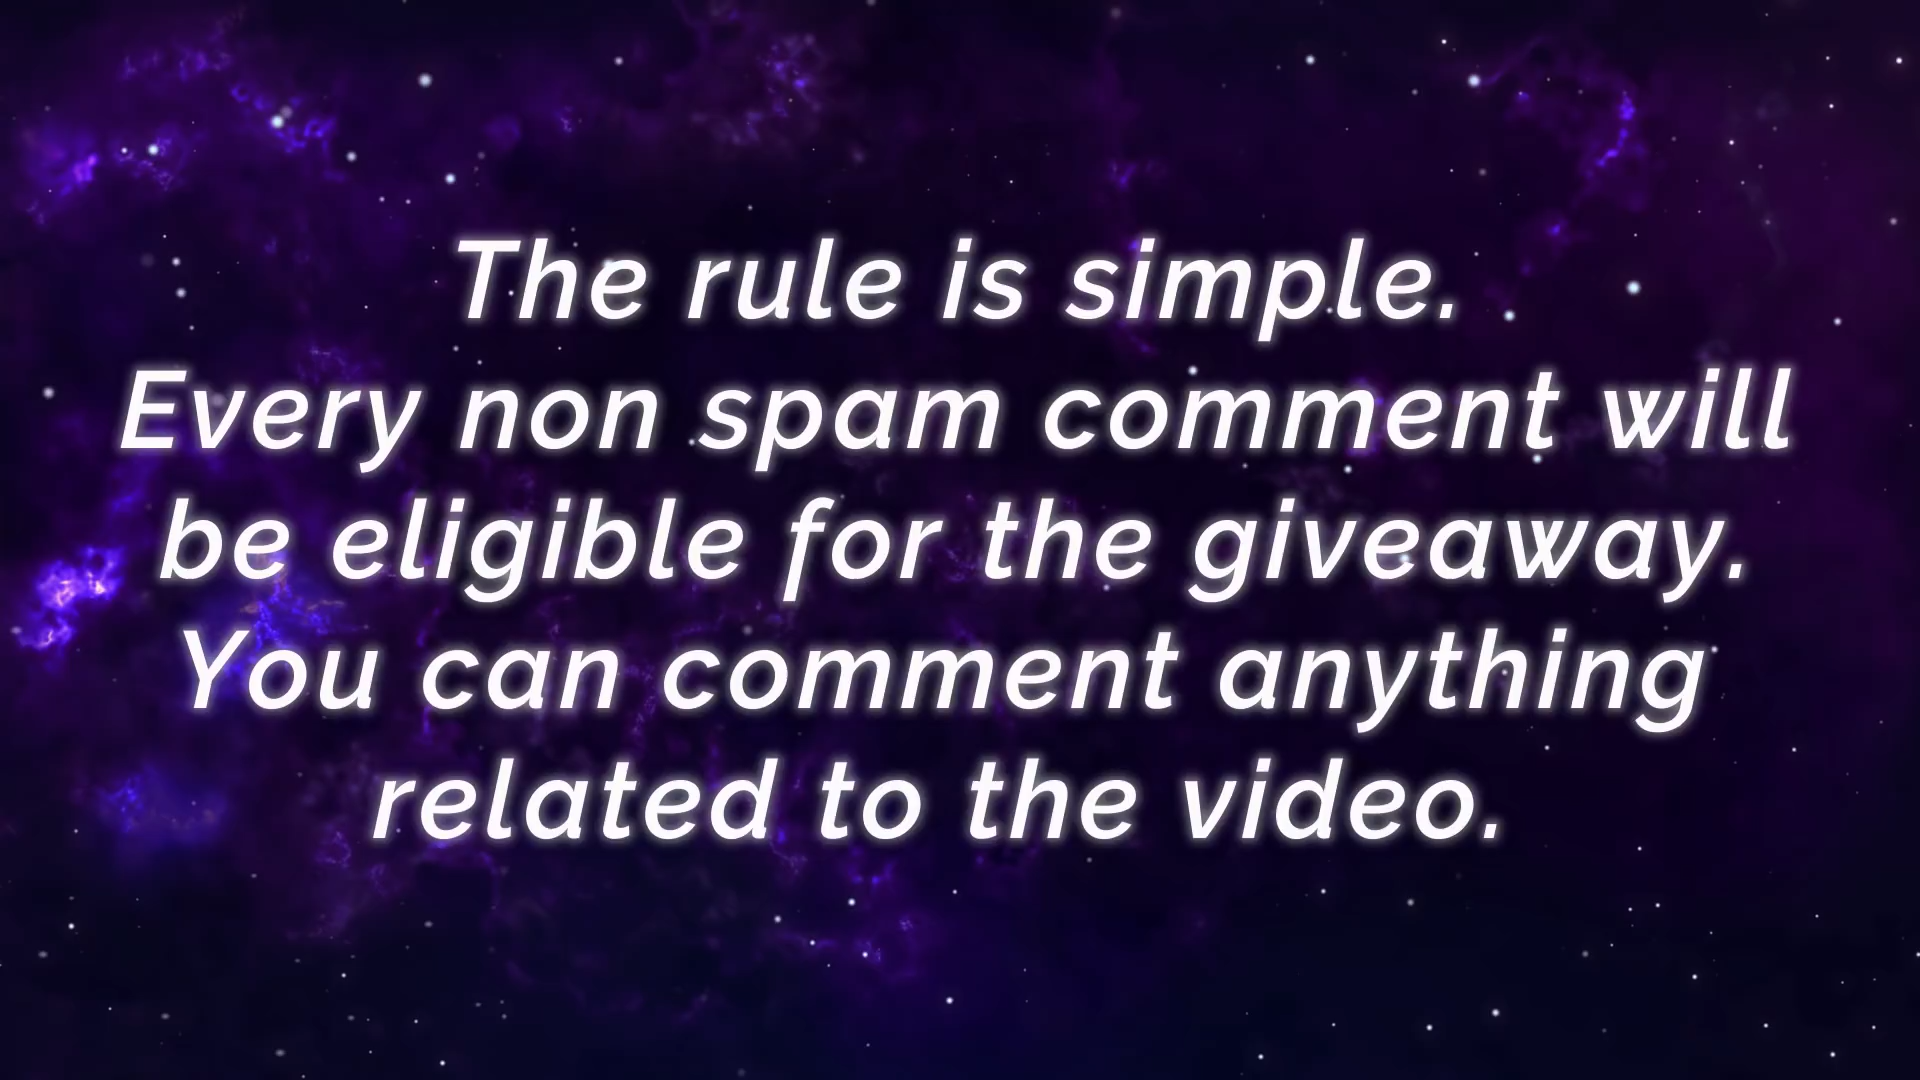 The rule is simple.
Every non spam comment will
be eligible for the giveaway.
You can comment anything
related to the video.